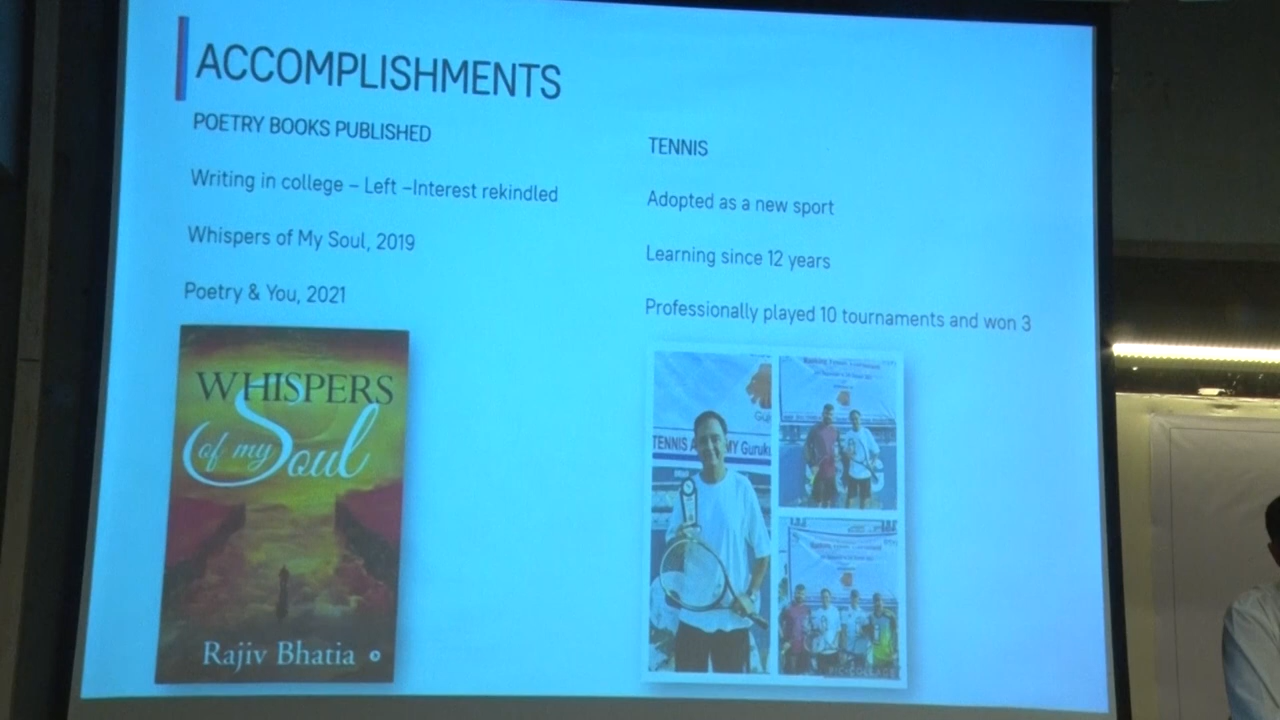 ACCOMPLISHMENTS
POETRY BOOKS PUBLISHED
Writing in college – Left –Interest rekindled
Whispers of My Soul, 2019
Poetry & You, 2021
WHISPERS
of my Soul
Rajiv Bhatia
TENNIS
Adopted as a new sport
Learning since 12 years
Professionally played 10 tournaments and won 3
TENNIS